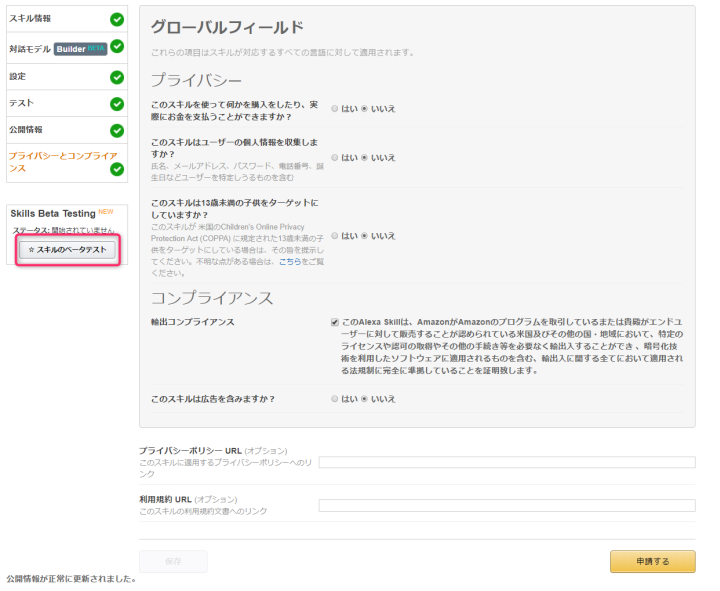 スキル情報
対話モデル Builder BETA
設定
テスト
公開情報
プライバシーとコンプライア
ンス
Skills Beta Testing NEW
ステータス: 開始されていません
☆ スキルのベータテスト
グローバルフィールド
これらの項目はスキルが対応するすべての言語に対して適用されます。
プライバシー
このスキルを使って何かを購入をしたり、実
際にお金を支払うことができますか？
はい いいえ
このスキルはユーザーの個人情報を収集しま
すか？
氏名、メールアドレス、パスワード、電話番号、誕
生日などユーザーを特定しうるものを含む
はい いいえ
このスキルは13歳未満の子供をターゲットに
していますか？
このスキルが 米国のChildren's Online Privacy
Protection Act (COPPA) に規定された13歳未満の子
供をターゲットにしている場合は、その旨を提示し
てください。不明な点がある場合は、こちらをご覧
ください。
はい いいえ
コンプライアンス
輸出コンプライアンス
このAlexa Skillは、AmazonがAmazonのプログラムを取引しているまたは貴殿がエンドユ
ーザーに対して販売することが認められている米国及びその他の国・地域において、特定の
ライセンスや認可の取得やその他の手続き等を必要なく輸出入することができ 、暗号化技
術を利用したソフトウェアに適用されるものを含む、輸出入に関する全てにおいて適用され
る法規制に完全に準拠していることを証明致します。
このスキルは広告を含みますか？
はい いいえ
プライバシーポリシー URL (オプション)
このスキルに適用するプライバシーポリシーへのリ
ンク
利用規約 URL (オプション)
このスキルの利用規約文書へのリンク
保存
申請する
公開情報が正常に更新されました。